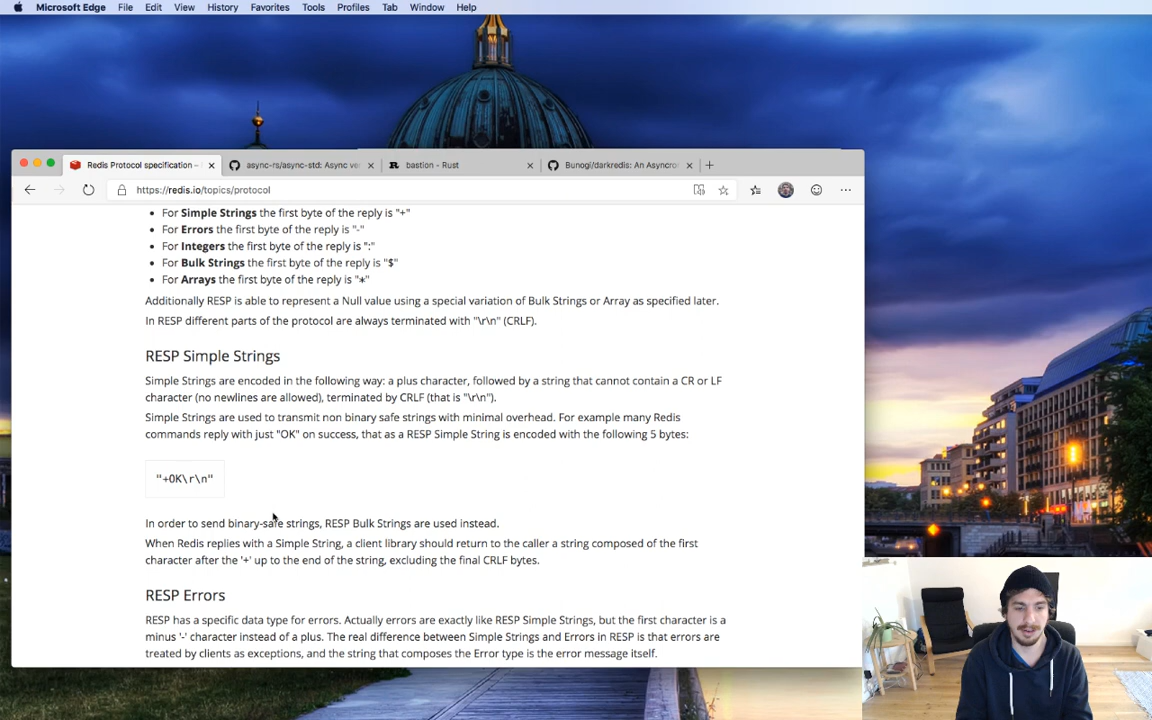 Microsoft Edge File Edit View History Favorites Tools Profiles Tab Window Help
Redis Protocol specification –
async-rs/async-std: Async ve
bastion - Rust
Bunogi/darkredis: An Asyncro
https://redis.io/topics/protocol
• For Simple Strings the first byte of the reply is "+"
• For Errors the first byte of the reply is "-"
• For Integers the first byte of the reply is ":"
• For Bulk Strings the first byte of the reply is "$"
• For Arrays the first byte of the reply is "*"
Additionally RESP is able to represent a Null value using a special variation of Bulk Strings or Array as specified later.
In RESP different parts of the protocol are always terminated with "\r\n" (CRLF).
RESP Simple Strings
Simple Strings are encoded in the following way: a plus character, followed by a string that cannot contain a CR or LF
character (no newlines are allowed), terminated by CRLF (that is "\r\n").
Simple Strings are used to transmit non binary safe strings with minimal overhead. For example many Redis
commands reply with just "OK" on success, that as a RESP Simple String is encoded with the following 5 bytes:
"+OK\r\n"
In order to send binary-safe strings, RESP Bulk Strings are used instead.
When Redis replies with a Simple String, a client library should return to the caller a string composed of the first
character after the '+' up to the end of the string, excluding the final CRLF bytes.
RESP Errors
RESP has a specific data type for errors. Actually errors are exactly like RESP Simple Strings, but the first character is a
minus '-' character instead of a plus. The real difference between Simple Strings and Errors in RESP is that errors are
treated by clients as exceptions, and the string that composes the Error type is the error message itself.